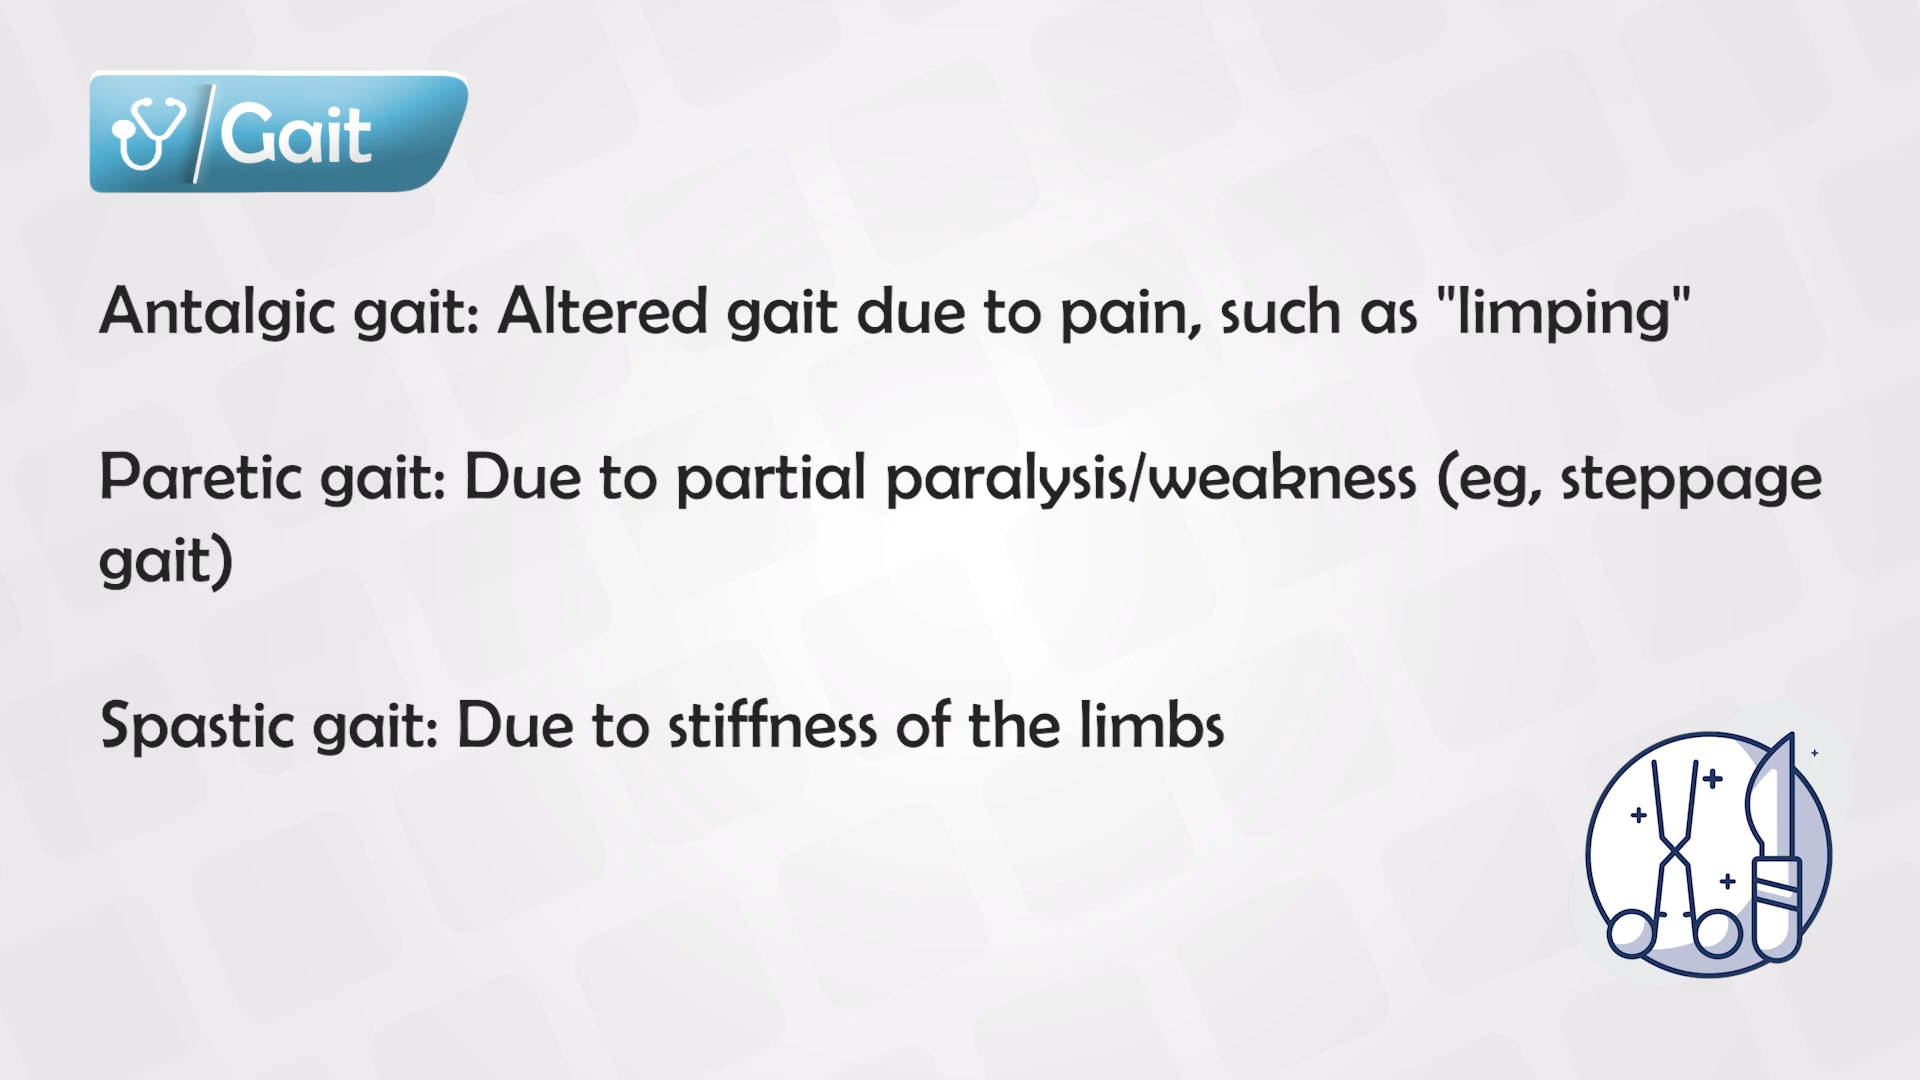 Gait
Antalgic gait: Altered gait due to pain, such as "limping"
Paretic gait: Due to partial paralysis/weakness (eg, steppage
gait)
Spastic gait: Due to stiffness of the limbs